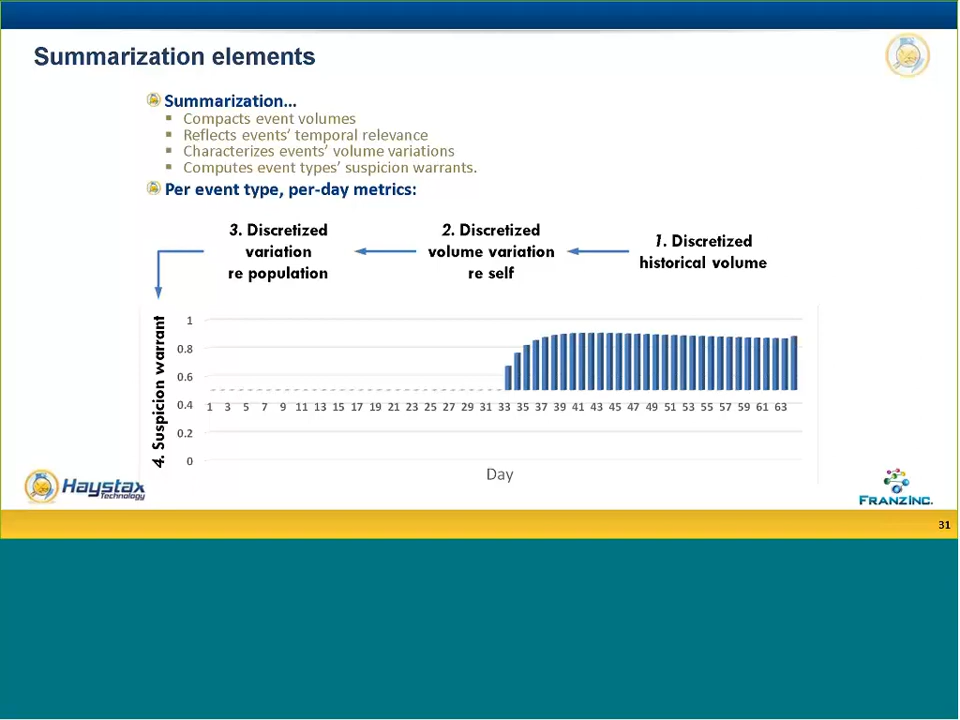 Summarization elements
Summarization...
Compacts event volumes
Reflects events' temporal relevance
Characterizes events' volume variations
Computes event types' suspicion warrants.
Per event type, per-day metrics:
3. Discretized
variation
re population
2. Discretized
volume variation
re self
1. Discretized
historical volume
4. Suspicion warrant
1
0.8
0.6
0.4
0.2
0
1 3 5 7 9 11 13 15 17 19 21 23 25 27 29 31 33 35 37 39 41 43 45 47 49 51 53 55 57 59 61 63
Day
Haystax
Technology
FRANZ INC.
31